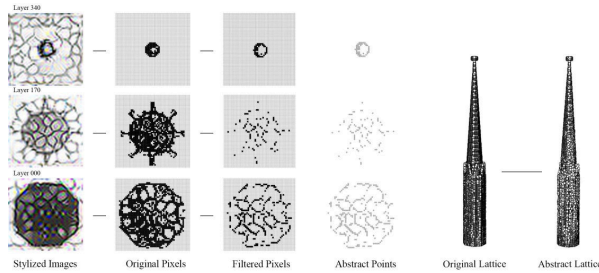 Layer 340
Layer 170
Layer 000
Stylized Images
Original Pixels
Filtered Pixels
Abstract Points
Original Lattice
Abstract Lattice